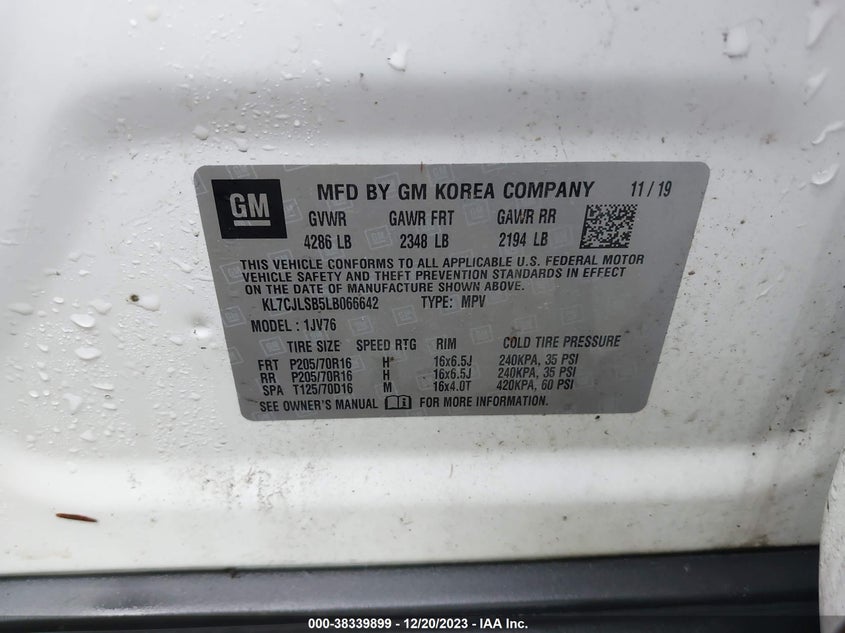 GM MFD BY GM KOREA COMPANY 11/19
GVWR GAWR FRT GAWR RR
4286 LB 2348 LB 2194 LB
THIS VEHICLE CONFORMS TO ALL APPLICABLE U.S. FEDERAL MOTOR
VEHICLE SAFETY AND THEFT PREVENTION STANDARDS IN EFFECT
ON THE DATE OF MANUFACTURE SHOWN ABOVE.
KL7CJLSB5LB066642 TYPE: MPV
MODEL: 1JV76
TIRE SIZE SPEED RTG RIM COLD TIRE PRESSURE
FRT P205/70R16 H 16x6.5J 240KPA, 35 PSI
RR P205/70R16 H 16x6.5J 240KPA, 35 PSI
SPA T125/70D16 M 16x4.0T 420KPA, 60 PSI
SEE OWNER'S MANUAL FOR MORE INFORMATION.
000-38339899 - 12/20/2023 - IAA Inc.